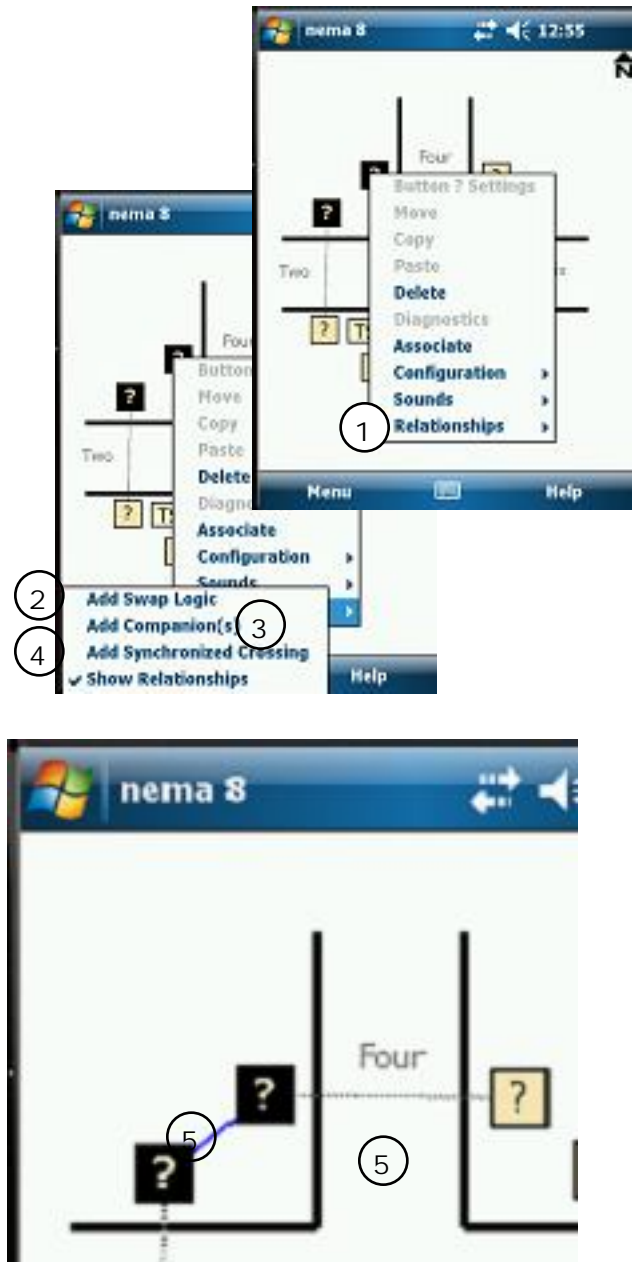 nema 8 12:55
N
Four
Button ? Settings
Move
Copy
Paste
Two
Delete
Diagnostics
Associate
Configuration
Sounds
1 Relationships
Menu Help
nema 8
?
Button
Move
?
Copy
Two
Paste
Delete
?
Associate
Configuration
Sounds
2 Add Swap Logic
Add Companion(s) 3
4 Add Synchronized Crossing
Show Relationships
Help
nema 8
Four
? ?
5 5
?